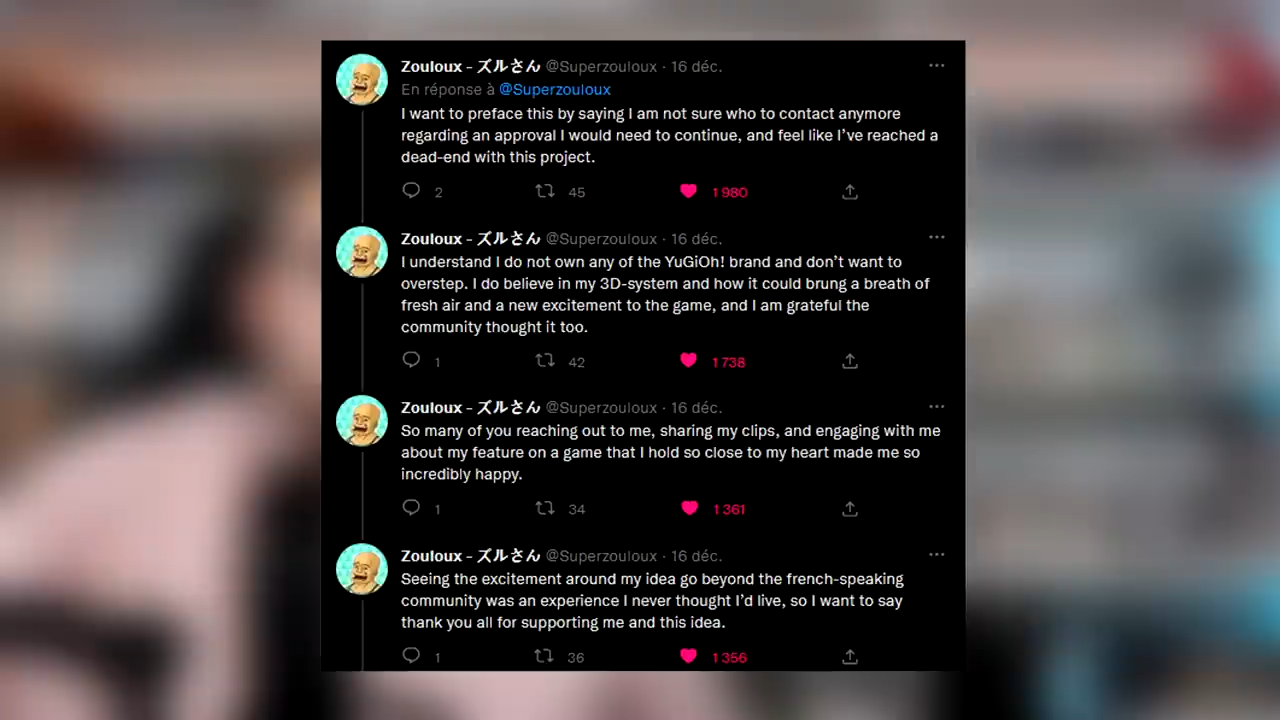 Zouloux - ズルさん @Superzouloux · 16 déc.
En réponse à @Superzouloux
I want to preface this by saying I am not sure who to contact anymore
regarding an approval I would need to continue, and feel like I've reached a
dead-end with this project.
2 45 1 980
Zouloux - ズルさん @Superzouloux · 16 déc.
I understand I do not own any of the YuGiOh! brand and don't want to
overstep. I do believe in my 3D-system and how it could brung a breath of
fresh air and a new excitement to the game, and I am grateful the
community thought it too.
1 42 1 738
Zouloux - ズルさん @Superzouloux · 16 déc.
So many of you reaching out to me, sharing my clips, and engaging with me
about my feature on a game that I hold so close to my heart made me so
incredibly happy.
1 34 1 361
Zouloux - ズルさん @Superzouloux · 16 déc.
Seeing the excitement around my idea go beyond the french-speaking
community was an experience I never thought I'd live, so I want to say
thank you all for supporting me and this idea.
1 36 1 356